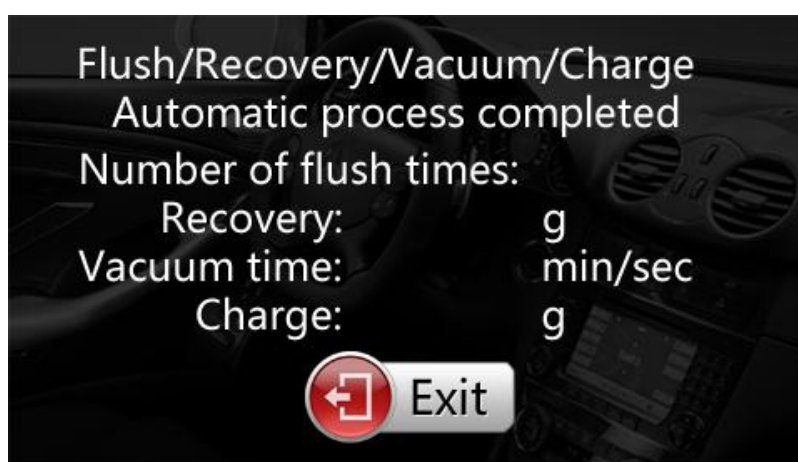 Flush/Recovery/Vacuum/Charge
Automatic process completed
Number of flush times:
Recovery: g
Vacuum time: min/sec
Charge: g
Exit